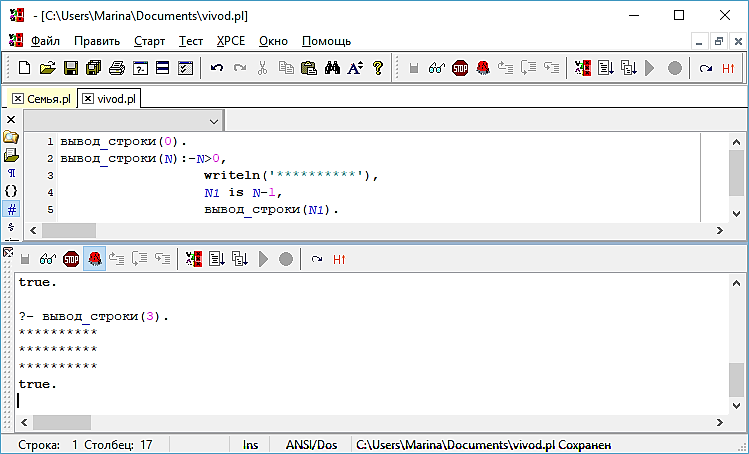 - [C:\Users\Marina\Documents\vivod.pl]
Файл Править Старт Тест XPCE Окно Помощь
Семья.pl vivod.pl
1 вывод_строки(0).
2 вывод_строки(N):-N>0,
3 writeln('**********'),
4 N1 is N-1,
5 вывод_строки(N1).
true.
?- вывод_строки(3).
**********
**********
**********
true.
Строка: 1 Столбец: 17 Ins ANSI/Dos C:\Users\Marina\Documents\vivod.pl Сохранен